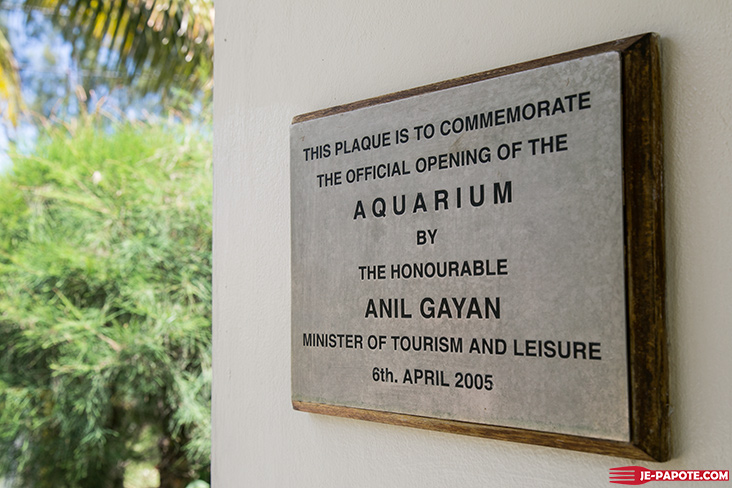 THIS PLAQUE IS TO COMMEMORATE
THE OFFICIAL OPENING OF THE
AQUARIUM
BY
THE HONOURABLE
ANIL GAYAN
MINISTER OF TOURISM AND LEISURE
6th. APRIL 2005
JE-PAPOTE.COM